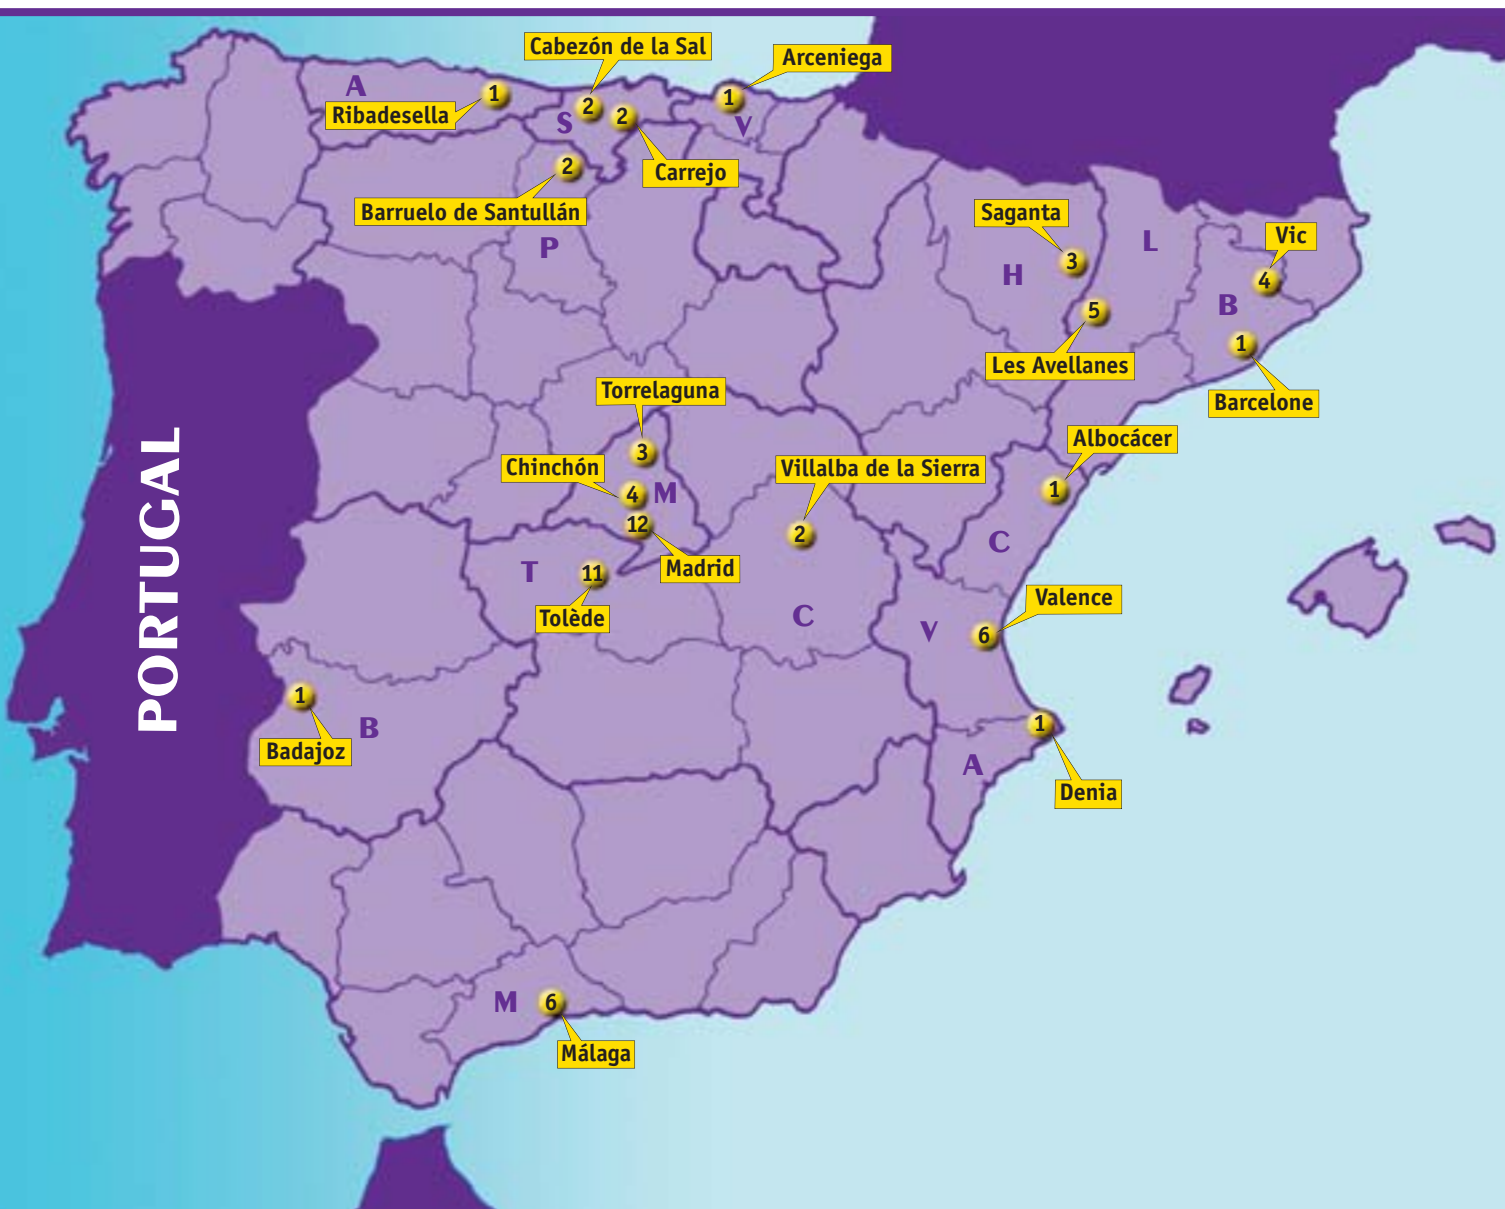 Cabezón de la Sal
Arceniega
A
1
Ribadesella
2
S
2
1
V
Carrejo
2
Barruelo de Santullán
P
Saganta
3
H
L
Vic
4
B
5
Les Avellanes
1
Barcelone
Torrelaguna
3
Chinchón
4
M
12
Madrid
Villalba de la Sierra
2
Albocácer
1
C
PORTUGAL
T
11
Tolède
C
V
Valence
6
1
B
Badajoz
1
A
Denia
M
6
Málaga